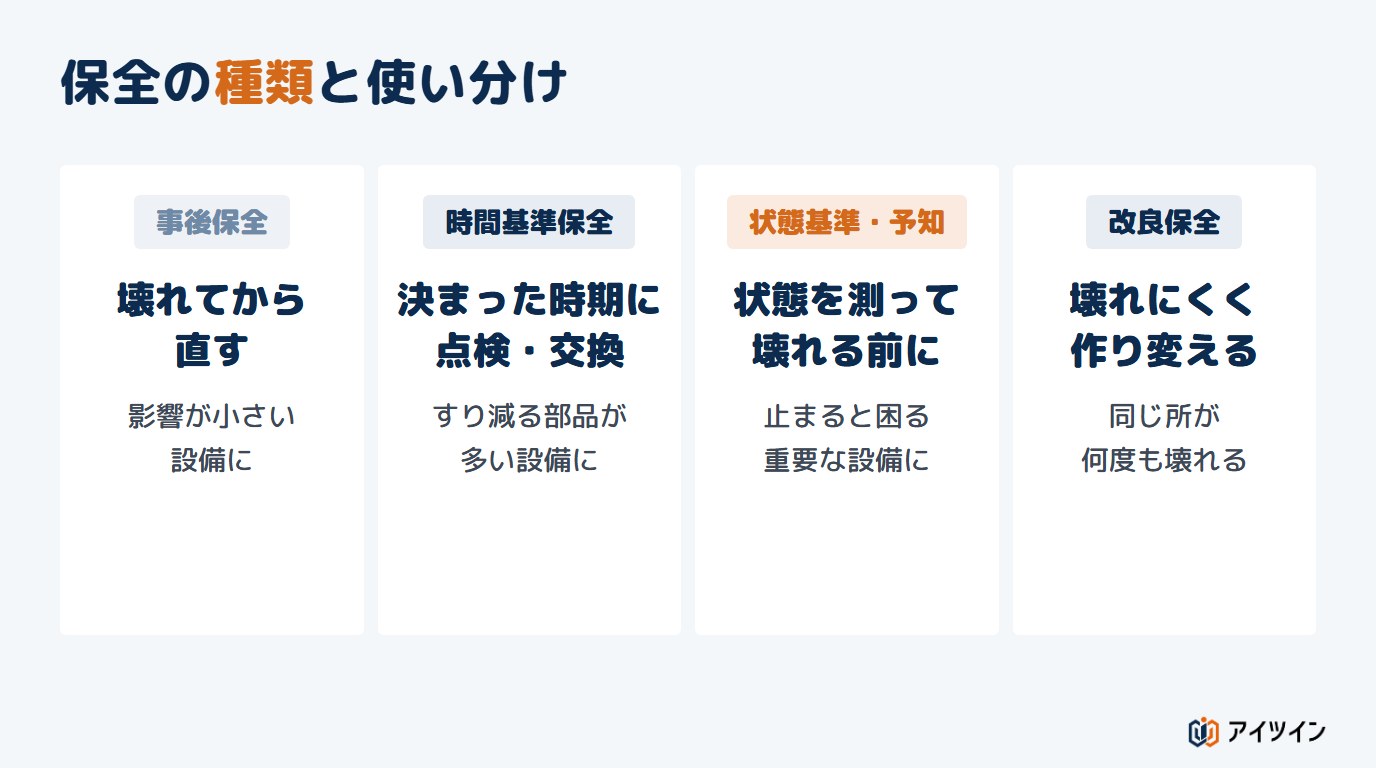 保全の種類と使い分け
事後保全
壊れてから
直す
影響が小さい
設備に
時間基準保全
決まった時期に
点検・交換
すり減る部品が
多い設備に
状態基準・予知
状態を測って
壊れる前に
止まると困る
重要な設備に
改良保全
壊れにくく
作り変える
同じ所が
何度も壊れる
アイツイン